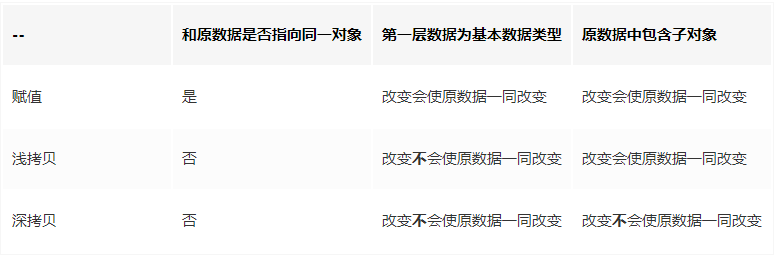 -- 和原数据是否指向同一对象 第一层数据为基本数据类型 原数据中包含子对象
赋值 是 改变会使原数据一同改变 改变会使原数据一同改变
浅拷贝 否 改变不会使原数据一同改变 改变会使原数据一同改变
深拷贝 否 改变不会使原数据一同改变 改变不会使原数据一同改变